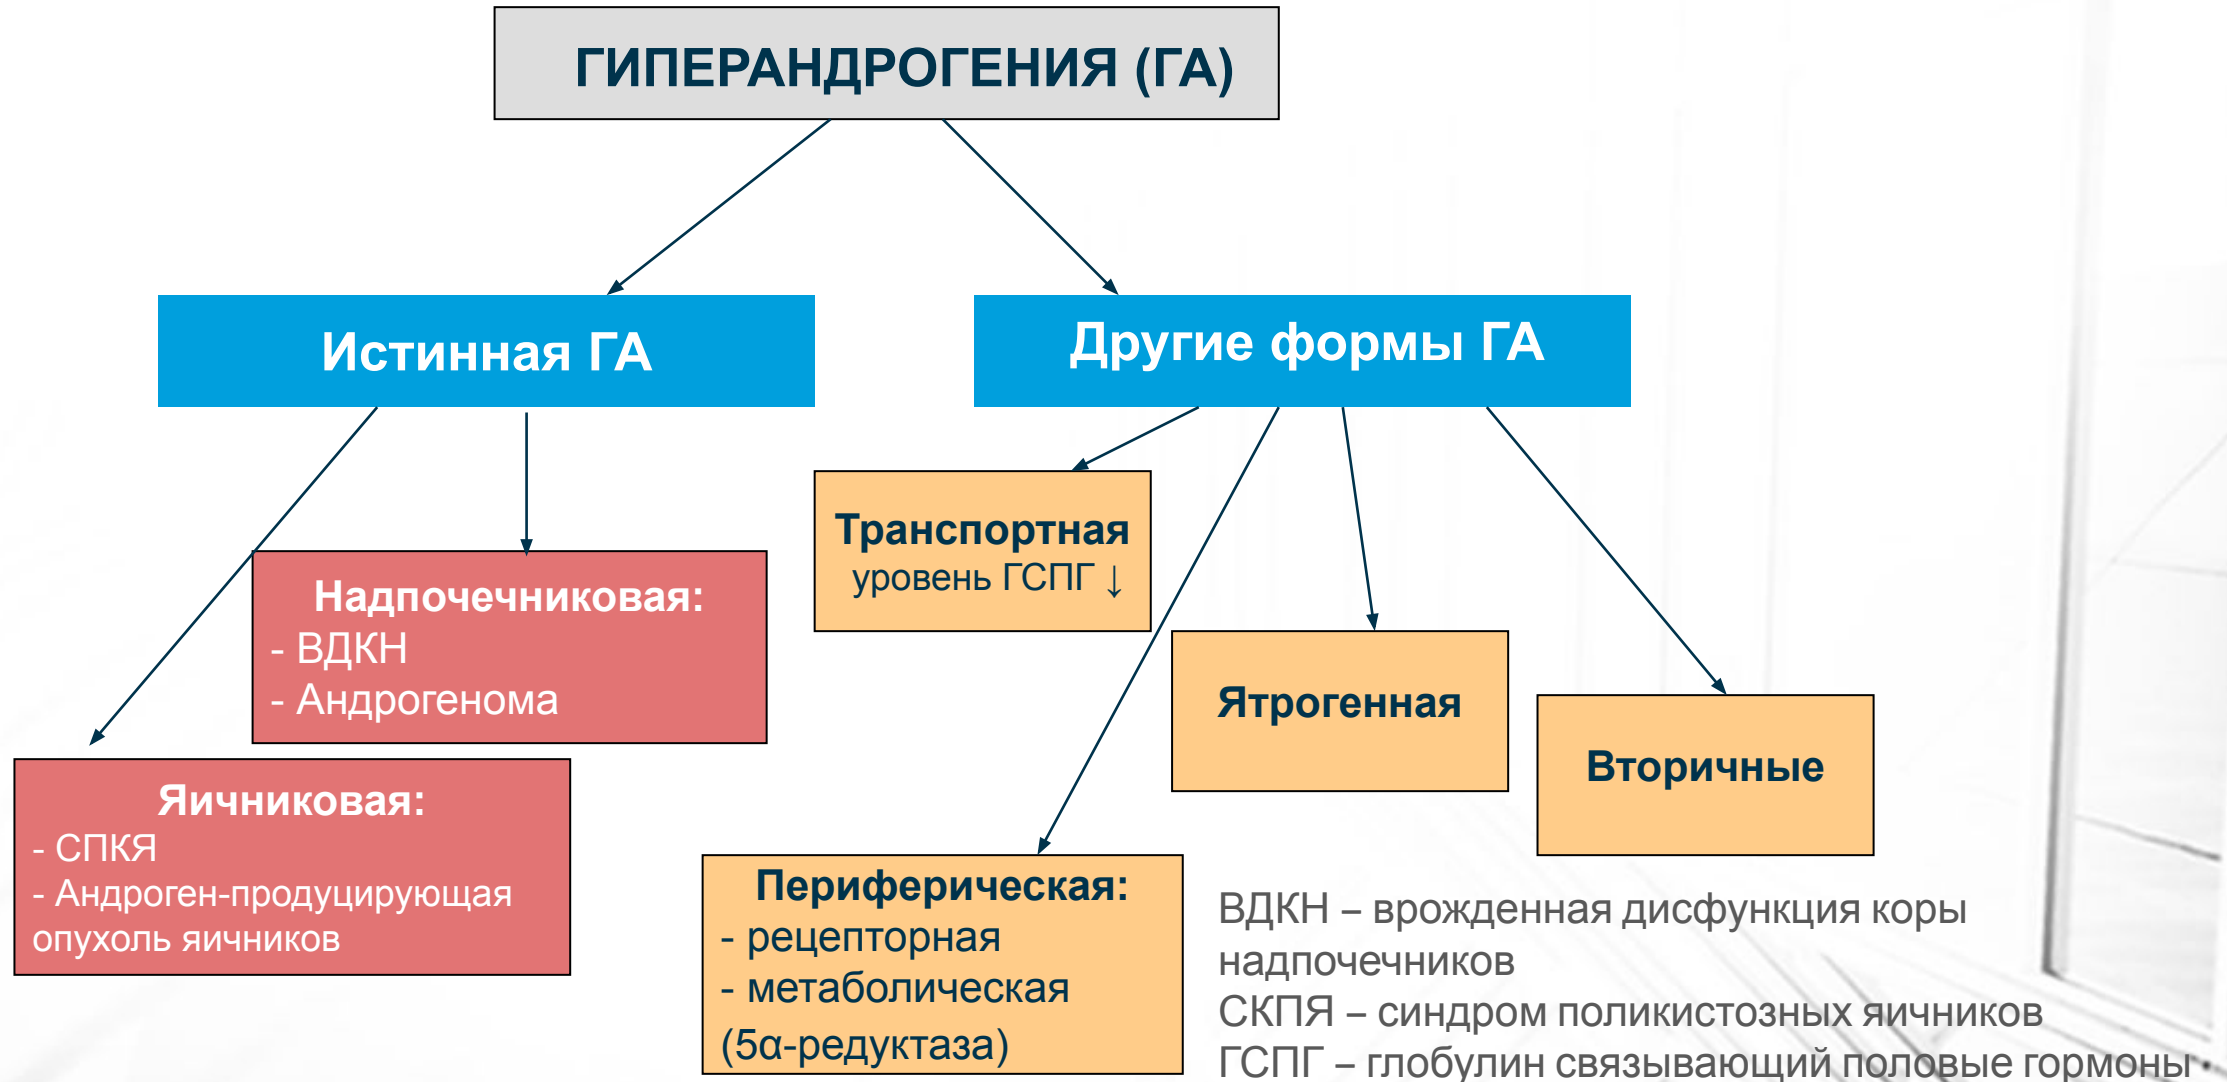 ГИПЕРАНДРОГЕНИЯ (ГА)
Истинная ГА
Другие формы ГА
Надпочечниковая:
- ВДКН
- Андрогенома
Яичниковая:
- СПКЯ
- Андроген-продуцирующая
опухоль яичников
Транспортная
уровень ГСПГ ↓
Периферическая:
- рецепторная
- метаболическая
(5α-редуктаза)
Ятрогенная
Вторичные
ВДКН – врожденная дисфункция коры
надпочечников
СКПЯ – синдром поликистозных яичников
ГСПГ – глобулин связывающий половые гормоны